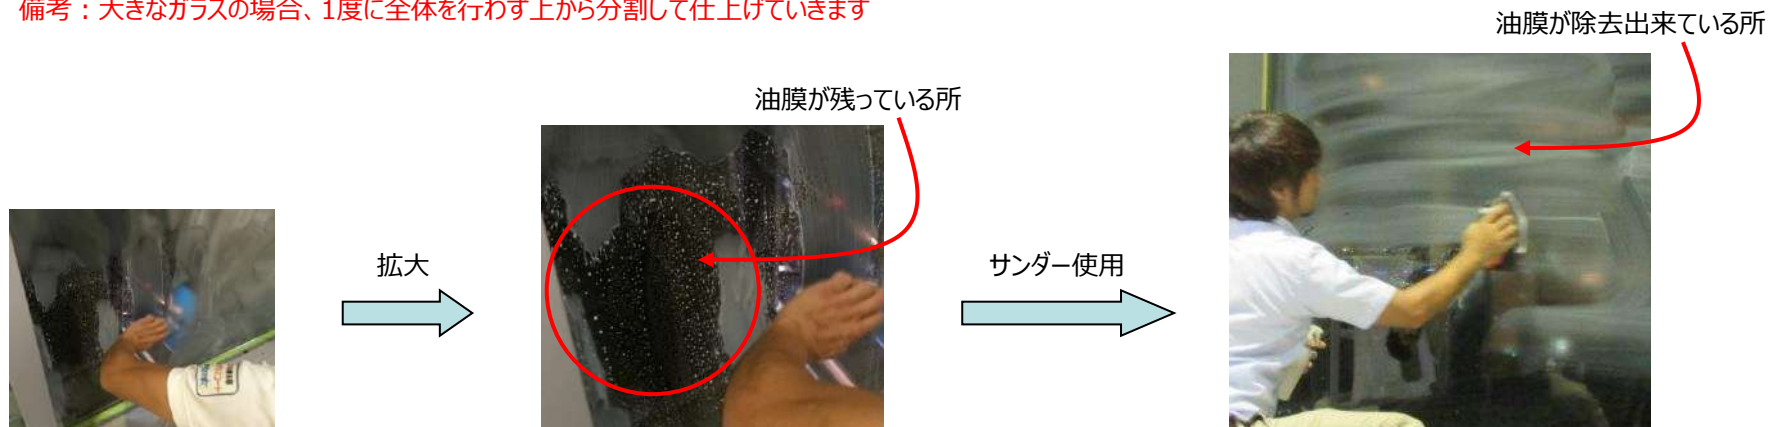 備考：大きなガラスの場合、1度に全体を行わす上から分割して仕上げていきます
油膜が除去出来ている所
油膜が残っている所
拡大
サンダー使用